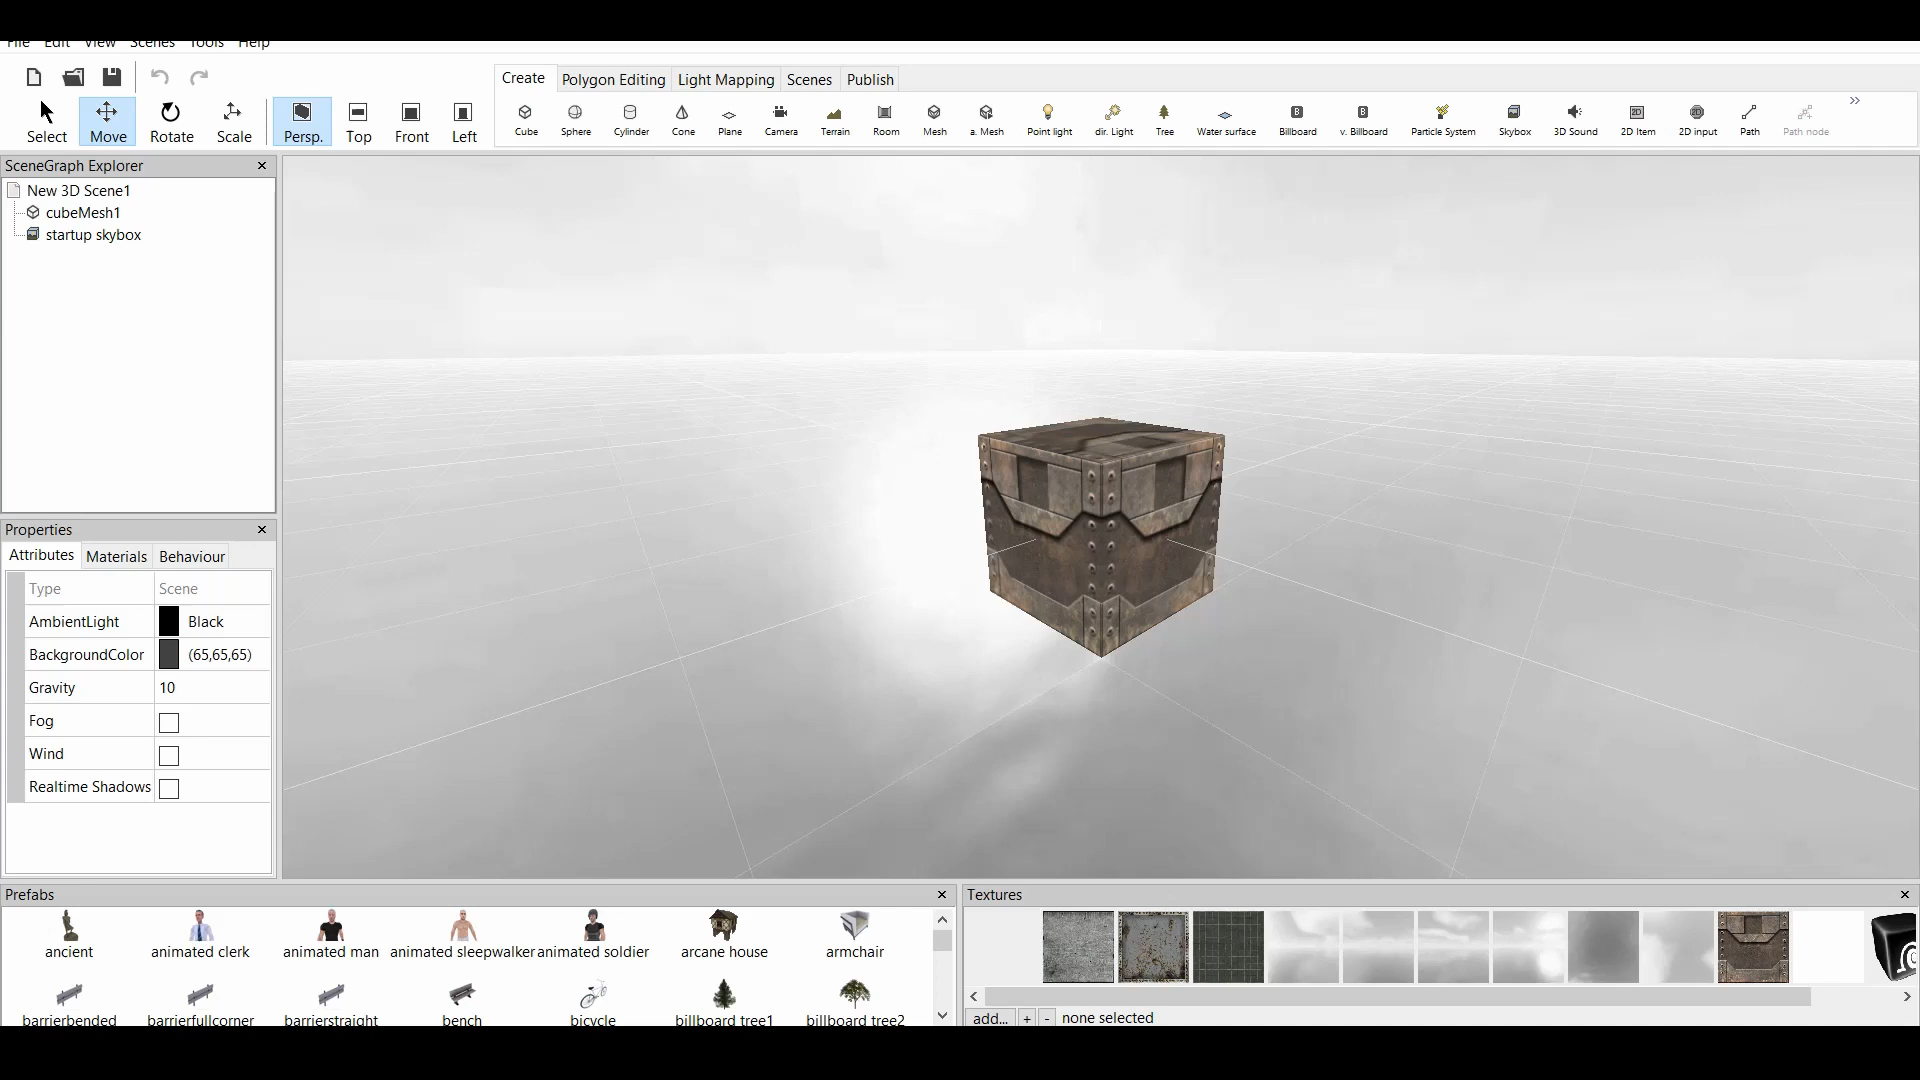 File Edit View Scenes Tools Help
Create Polygon Editing Light Mapping Scenes Publish
Select Move Rotate Scale Persp. Top Front Left
Cube Sphere Cylinder Cone Plane Camera Terrain Room Mesh a. Mesh Point light dir. Light Tree Water surface Billboard v. Billboard Particle System Skybox 3D Sound 2D Item 2D input Path Path node
SceneGraph Explorer
New 3D Scene1
cubeMesh1
startup skybox
Properties
Attributes Materials Behaviour
Type Scene
AmbientLight Black
BackgroundColor (65,65,65)
Gravity 10
Fog
Wind
Realtime Shadows
Prefabs
ancient animated clerk animated man animated sleepwalker animated soldier arcane house armchair
barrierbended barrierfullcorner barrierstraight bench bicycle billboard tree1 billboard tree2
Textures
add... + - none selected